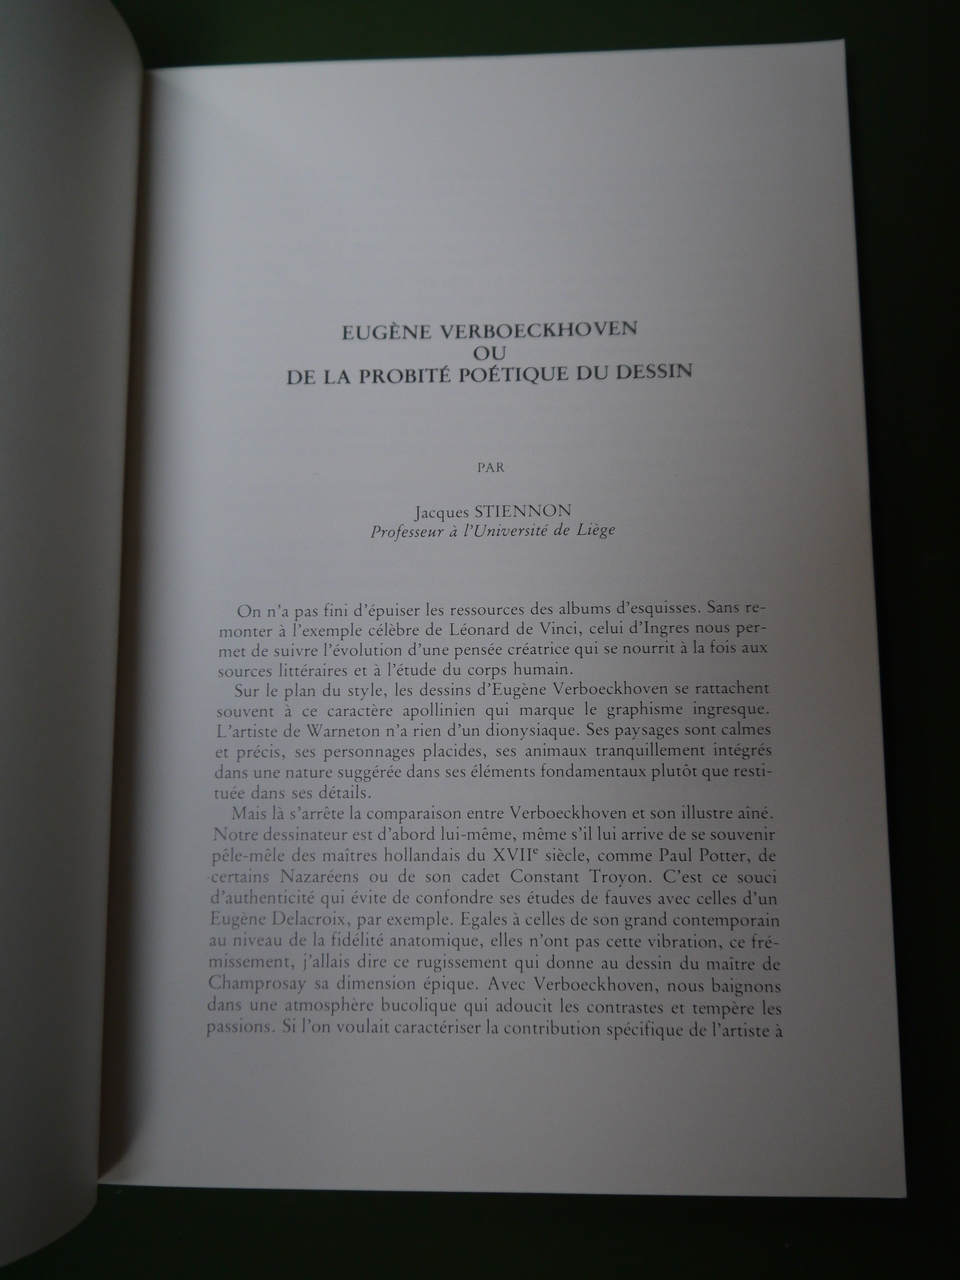 EUGÈNE VERBOECKHOVEN
OU
DE LA PROBITÉ POÉTIQUE DU DESSIN
PAR
Jacques STIENNON
Professeur à l'Université de Liège
On n'a pas fini d'épuiser les ressources des albums d'esquisses. Sans re-
monter à l'exemple célèbre de Léonard de Vinci, celui d'Ingres nous per-
met de suivre l'évolution d'une pensée créatrice qui se nourrit à la fois aux
sources littéraires et à l'étude du corps humain.
Sur le plan du style, les dessins d'Eugène Verboeckhoven se rattachent
souvent à ce caractère apollinien qui marque le graphisme ingresque.
L'artiste de Warneton n'a rien d'un dionysiaque. Ses paysages sont calmes
et précis, ses personnages placides, ses animaux tranquillement intégrés
dans une nature suggérée dans ses éléments fondamentaux plutôt que resti-
tuée dans ses détails.
Mais là s'arrête la comparaison entre Verboeckhoven et son illustre aîné.
Notre dessinateur est d'abord lui-même, même s'il lui arrive de se souvenir
pêle-mêle des maîtres hollandais du XVIIe siècle, comme Paul Potter, de
certains Nazaréens ou de son cadet Constant Troyon. C'est ce souci
d'authenticité qui évite de confondre ses études de fauves avec celles d'un
Eugène Delacroix, par exemple. Egales à celles de son grand contemporain
au niveau de la fidélité anatomique, elles n'ont pas cette vibration, ce fré-
missement, j'allais dire ce rugissement qui donne au dessin du maître de
Champrosay sa dimension épique. Avec Verboeckhoven, nous baignons
dans une atmosphère bucolique qui adoucit les contrastes et tempère les
passions. Si l'on voulait caractériser la contribution spécifique de l'artiste à